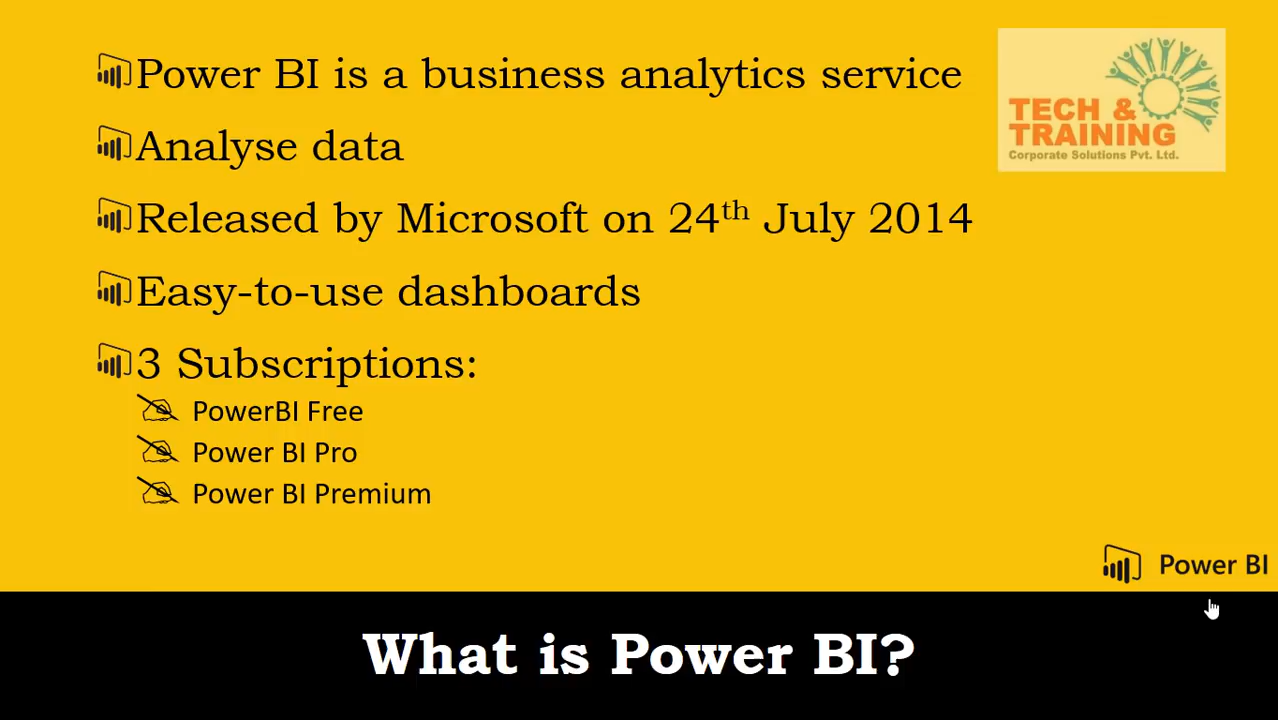 Power BI is a business analytics service
TECH &
TRAINING
Corporate Solutions Pvt. Ltd.
Analyse data
Released by Microsoft on 24th July 2014
Easy-to-use dashboards
3 Subscriptions:
PowerBI Free
Power BI Pro
Power BI Premium
Power BI
What is Power BI?